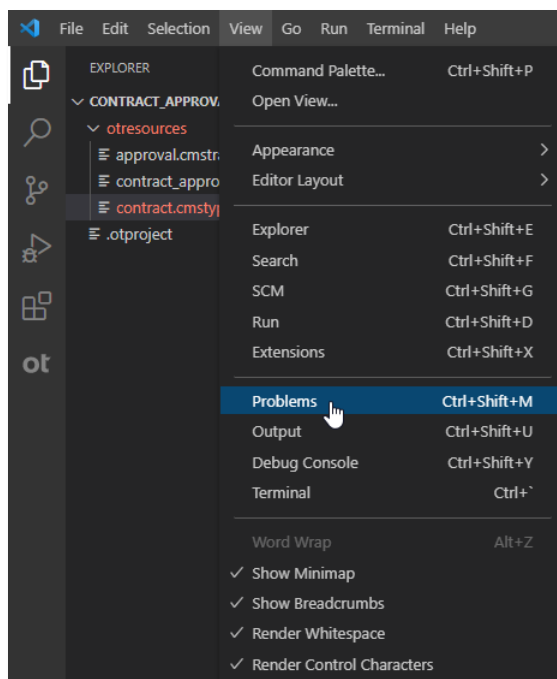 File Edit Selection View Go Run Terminal Help
EXPLORER
CONTRACT_APPROVA
otresources
approval.cmstr
contract_appro
contract.cmsty
.otproject
ot
Command Palette... Ctrl+Shift+P
Open View...
Appearance
Editor Layout
Explorer Ctrl+Shift+E
Search Ctrl+Shift+F
SCM Ctrl+Shift+G
Run Ctrl+Shift+D
Extensions Ctrl+Shift+X
Problems Ctrl+Shift+M
Output Ctrl+Shift+U
Debug Console Ctrl+Shift+Y
Terminal Ctrl+`
Word Wrap Alt+Z
Show Minimap
Show Breadcrumbs
Render Whitespace
Render Control Characters